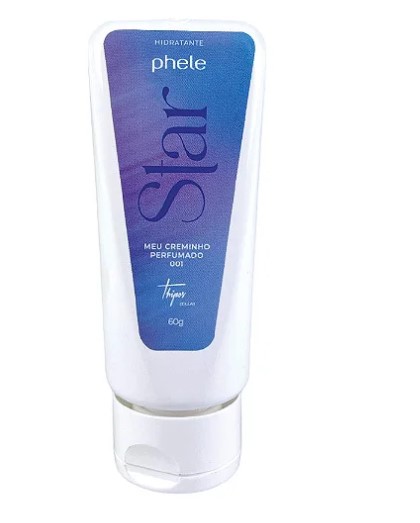 HIDRATANTE
phele
Star
MEU CREMINHO
PERFUMADO
001
60g